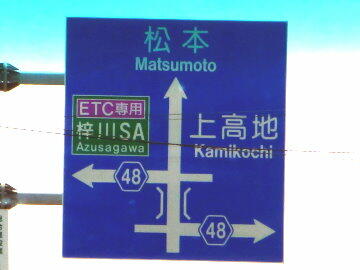 松本
Matsumoto
ETC専用
梓川SA
Azusagawa
上高地
Kamikochi
48
48